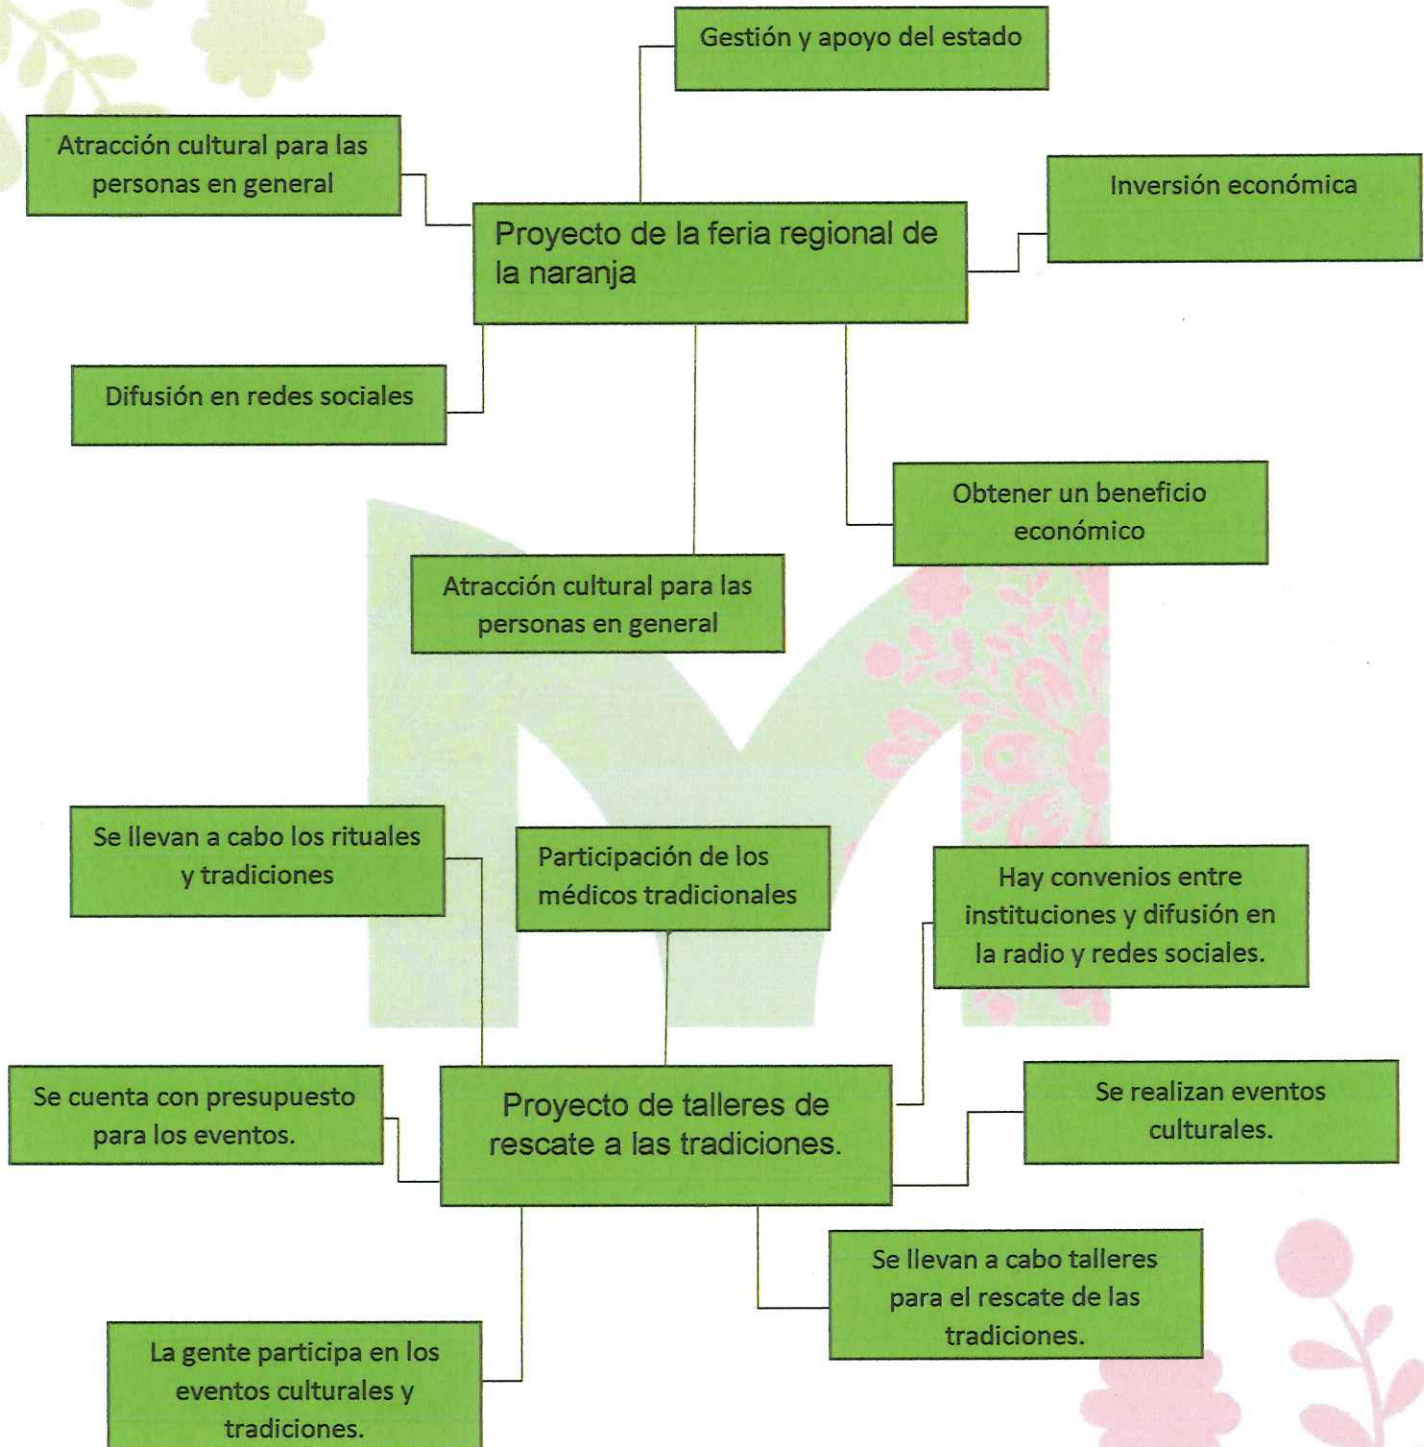 Gestión y apoyo del estado
Atracción cultural para las
personas en general
Inversión económica
Proyecto de la feria regional de
la naranja
Difusión en redes sociales
Obtener un beneficio
económico
Atracción cultural para las
personas en general
Se llevan a cabo los rituales
y tradiciones
Participación de los
médicos tradicionales
Hay convenios entre
instituciones y difusión en
la radio y redes sociales.
Se cuenta con presupuesto
para los eventos.
Proyecto de talleres de
rescate a las tradiciones.
Se realizan eventos
culturales.
Se llevan a cabo talleres
para el rescate de las
tradiciones.
La gente participa en los
eventos culturales y
tradiciones.